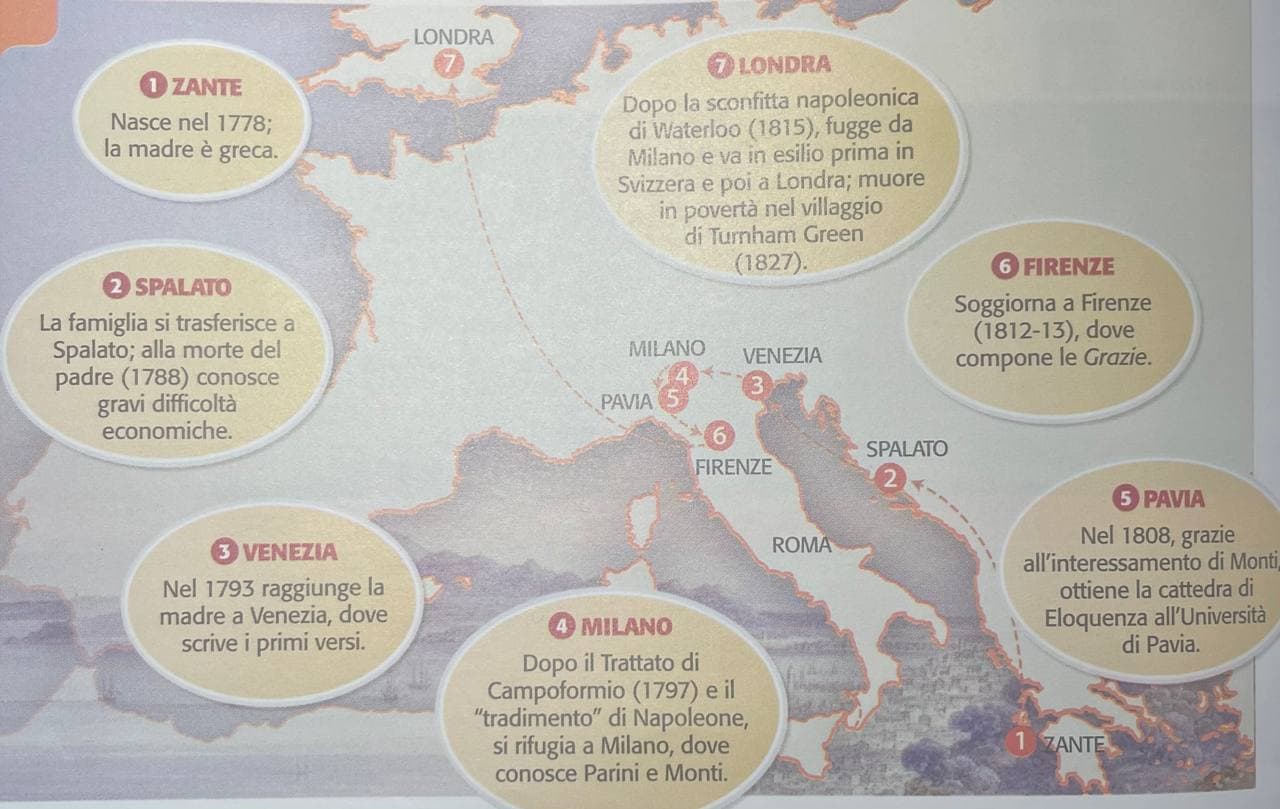 1 ZANTE
Nasce nel 1778;
la madre è greca.
2 SPALATO
La famiglia si trasferisce a
Spalato; alla morte del
padre (1788) conosce
gravi difficoltà
economiche.
3 VENEZIA
Nel 1793 raggiunge la
madre a Venezia, dove
scrive i primi versi.
4 MILANO
Dopo il Trattato di
Campoformio (1797) e il
“tradimento” di Napoleone,
si rifugia a Milano, dove
conosce Parini e Monti.
5 PAVIA
Nel 1808, grazie
all’interessamento di Monti,
ottiene la cattedra di
Eloquenza all’Università
di Pavia.
6 FIRENZE
Soggiorna a Firenze
(1812-13), dove
compone le Grazie.
7 LONDRA
Dopo la sconfitta napoleonica
di Waterloo (1815), fugge da
Milano e va in esilio prima in
Svizzera e poi a Londra; muore
in povertà nel villaggio
di Turnham Green
(1827).
LONDRA
7
MILANO
4
VENEZIA
3
PAVIA
5
6
FIRENZE
SPALATO
2
ROMA
1
ZANTE